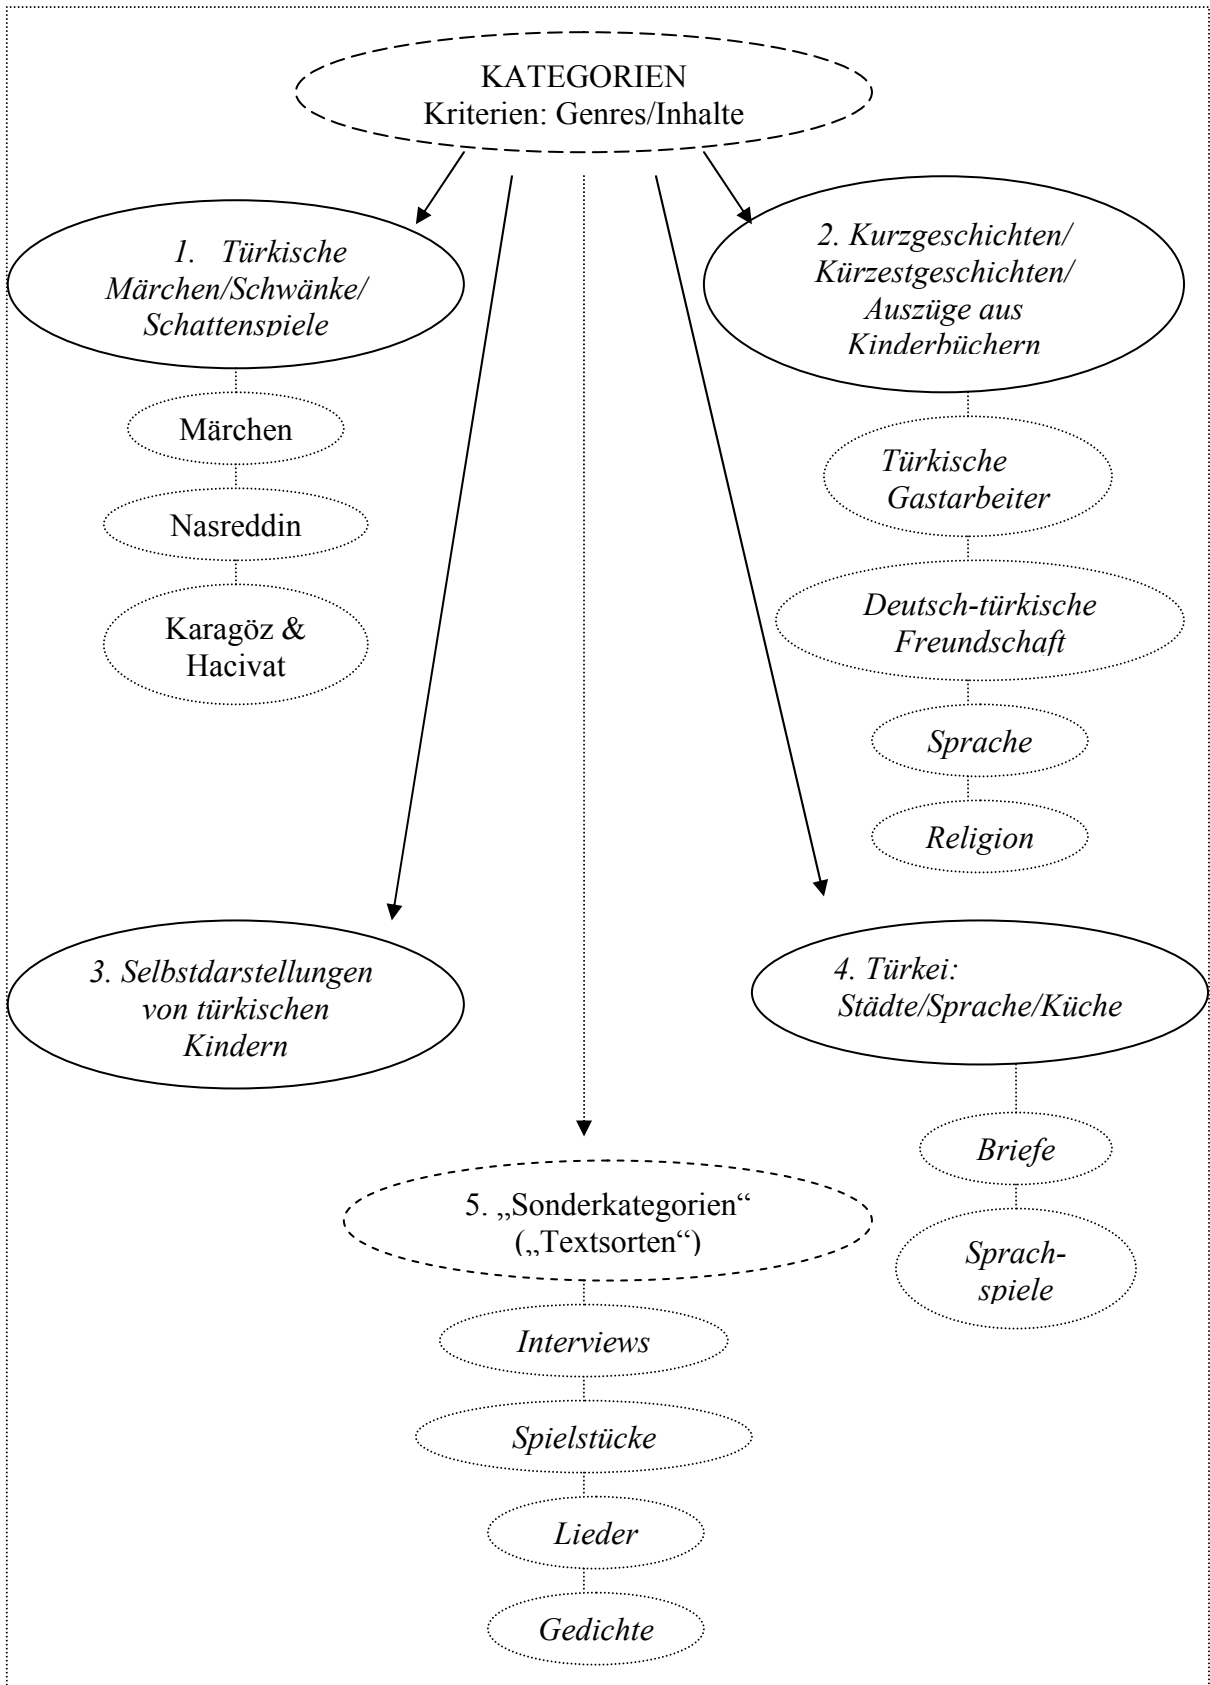 KATEGORIEN
Kriterien: Genres/Inhalte
1. Türkische
Märchen/Schwänke/
Schattenspiele
2. Kurzgeschichten/
Kürzestgeschichten/
Auszüge aus
Kinderbüchern
Märchen
Nasreddin
Karagöz &
Hacivat
Türkische
Gastarbeiter
Deutsch-türkische
Freundschaft
Sprache
Religion
3. Selbstdarstellungen
von türkischen
Kindern
4. Türkei:
Städte/Sprache/Küche
Briefe
Sprach-
spiele
5. „Sonderkategorien“
(„Textsorten“)
Interviews
Spielstücke
Lieder
Gedichte